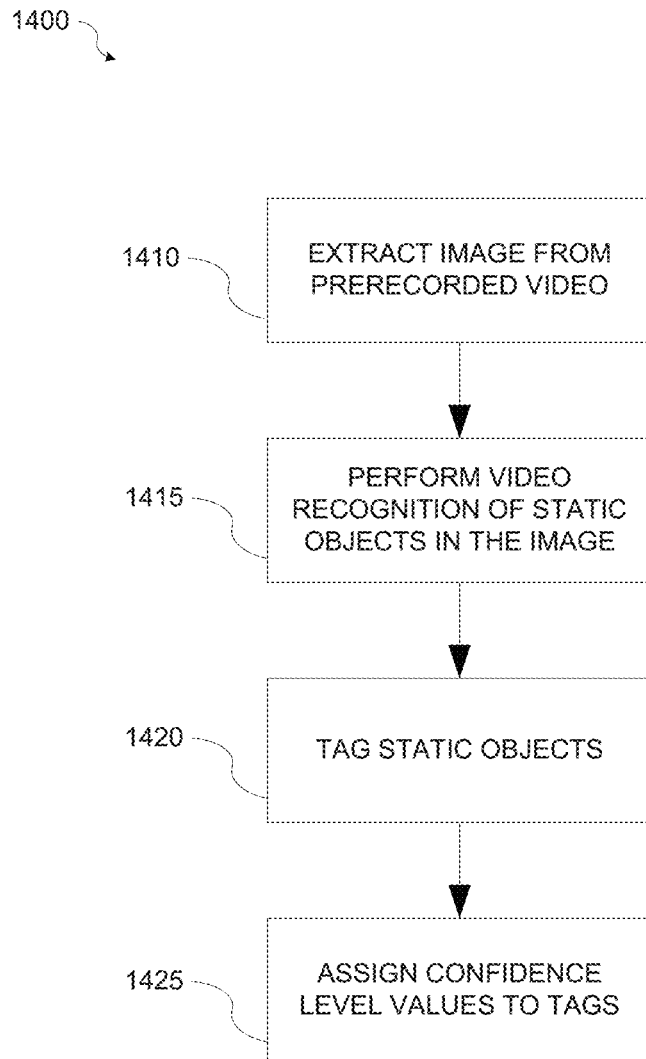 1400
1410
EXTRACT IMAGE FROM
PRERECORDED VIDEO
1415
PERFORM VIDEO
RECOGNITION OF STATIC
OBJECTS IN THE IMAGE
1420
TAG STATIC OBJECTS
1425
ASSIGN CONFIDENCE
LEVEL VALUES TO TAGS